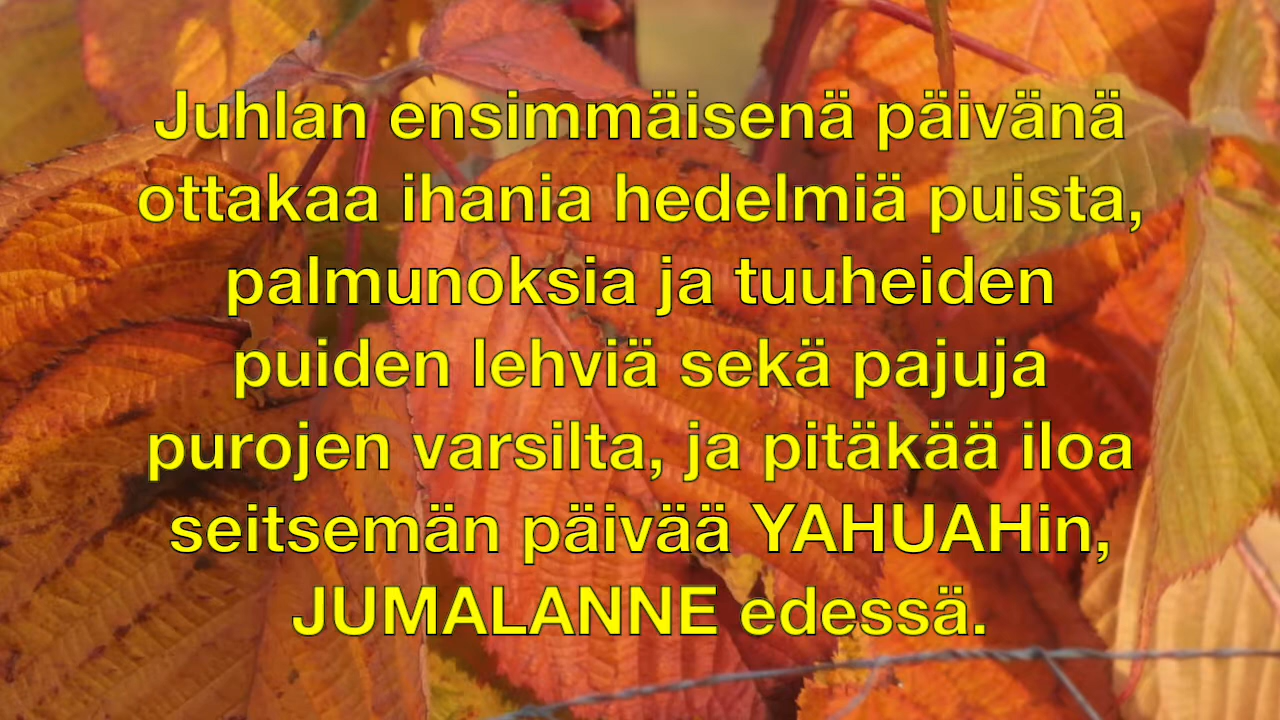 Juhlan ensimmäisenä päivänä
ottakaa ihania hedelmiä puista,
palmunoksia ja tuuheiden
puiden lehviä sekä pajuja
purojen varsilta, ja pitäkää iloa
seitsemän päivää YAHUAHin,
JUMALANNE edessä.